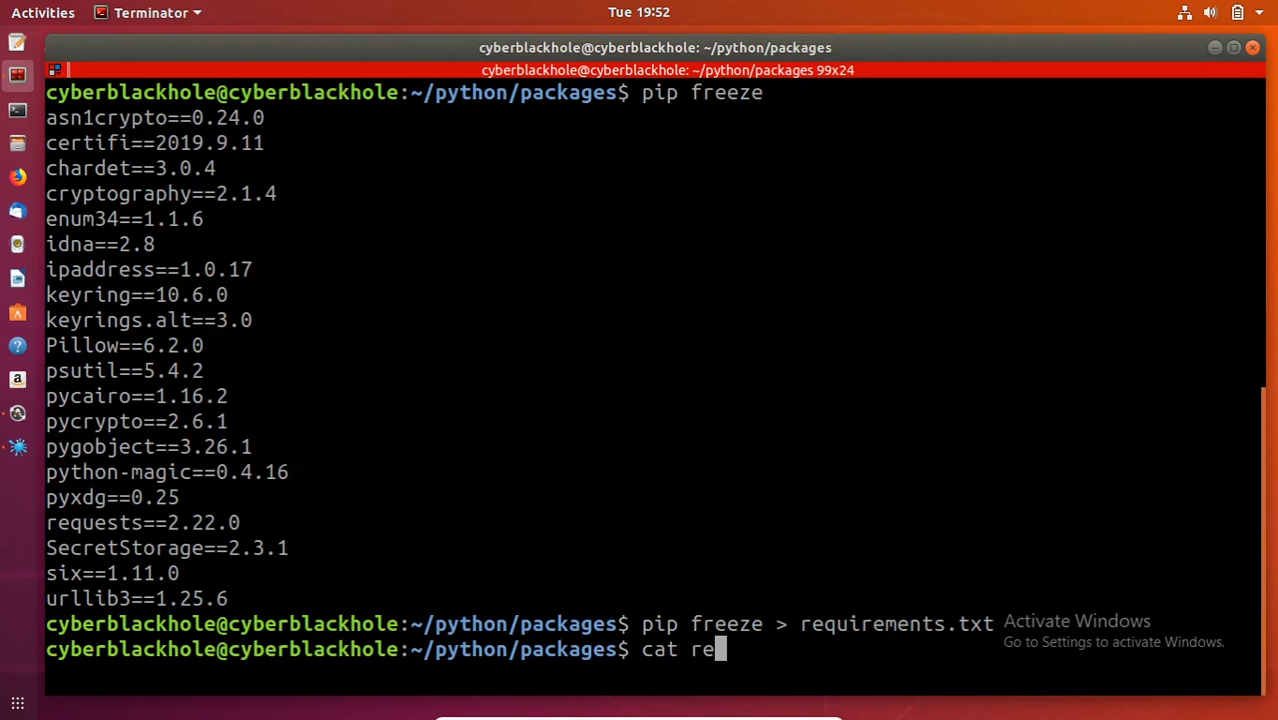 Activities Terminator Tue 19:52
cyberblackhole@cyberblackhole: ~/python/packages
cyberblackhole@cyberblackhole: ~/python/packages 99x24
cyberblackhole@cyberblackhole:~/python/packages$ pip freeze
asn1crypto==0.24.0
certifi==2019.9.11
chardet==3.0.4
cryptography==2.1.4
enum34==1.1.6
idna==2.8
ipaddress==1.0.17
keyring==10.6.0
keyrings.alt==3.0
Pillow==6.2.0
psutil==5.4.2
pycairo==1.16.2
pycrypto==2.6.1
pygobject==3.26.1
python-magic==0.4.16
pyxdg==0.25
requests==2.22.0
SecretStorage==2.3.1
six==1.11.0
urllib3==1.25.6
cyberblackhole@cyberblackhole:~/python/packages$ pip freeze > requirements.txt
cyberblackhole@cyberblackhole:~/python/packages$ cat re
Activate Windows
Go to Settings to activate Windows.